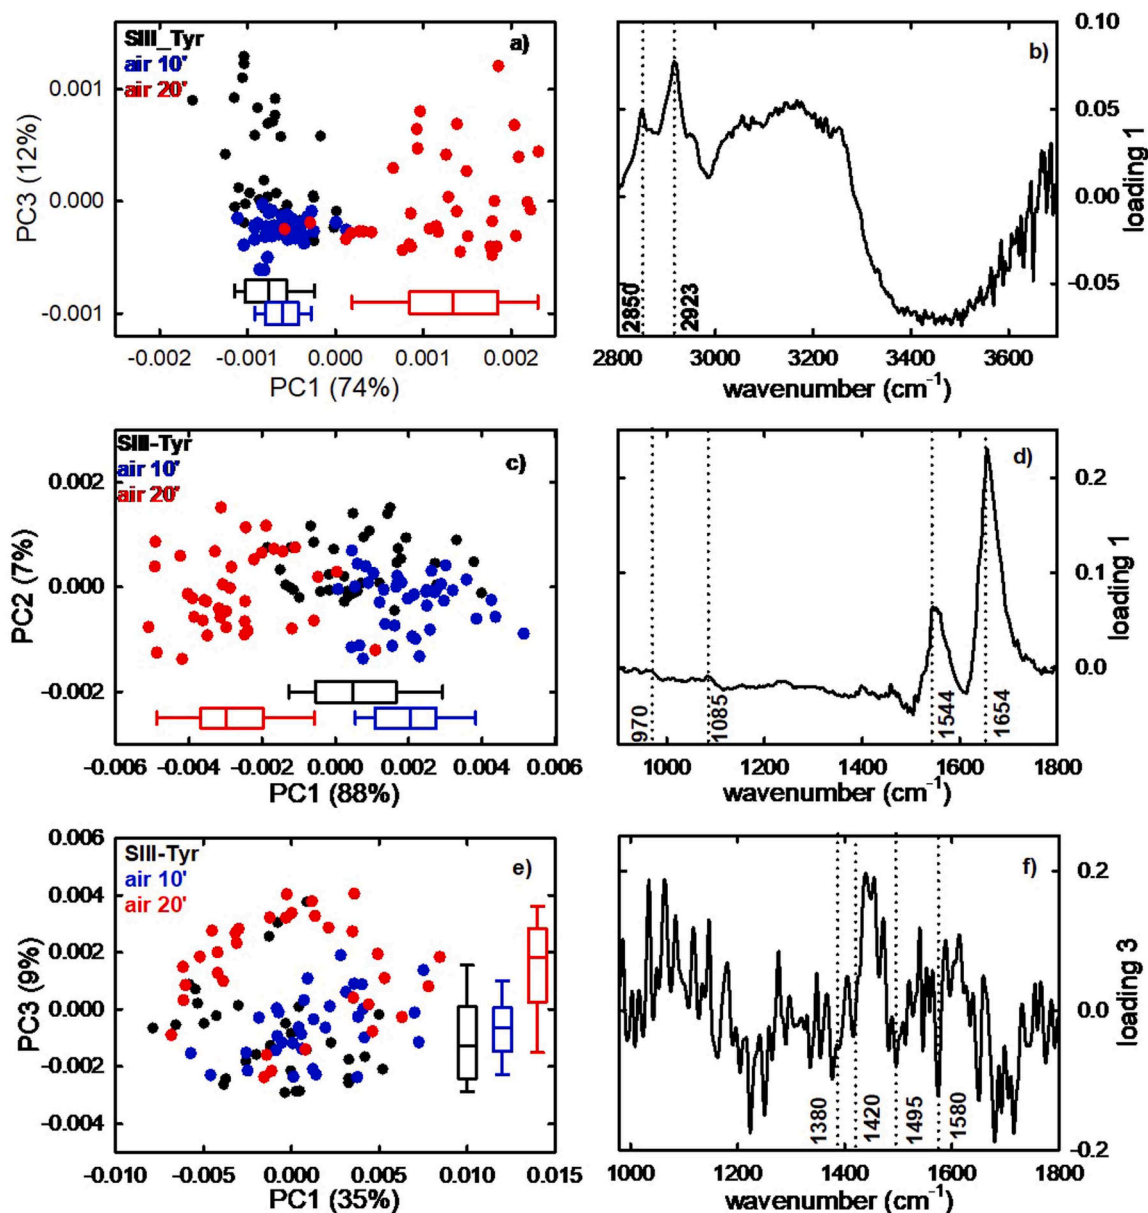 SIII_Tyr
air 10'
air 20'
a)
0.001
0.000
-0.001
PC3 (12%)
-0.002 -0.001 0.000 0.001 0.002
PC1 (74%)
b)
0.10
0.05
0.00
-0.05
loading 1
2850
2923
2800 3000 3200 3400 3600
wavenumber (cm⁻¹)
SIII-Tyr
air 10'
air 20'
c)
0.002
0.000
-0.002
PC2 (7%)
-0.006 -0.004 -0.002 0.000 0.002 0.004 0.006
PC1 (88%)
d)
0.2
0.1
0.0
loading 1
970
1085
1544
1654
1000 1200 1400 1600 1800
wavenumber (cm⁻¹)
SIII-Tyr
air 10'
air 20'
e)
0.006
0.004
0.002
0.000
-0.002
-0.004
PC3 (9%)
-0.010 -0.005 0.000 0.005 0.010 0.015
PC1 (35%)
f)
0.2
0.0
-0.2
loading 3
1380
1420
1495
1580
1000 1200 1400 1600 1800
wavenumber (cm⁻¹)